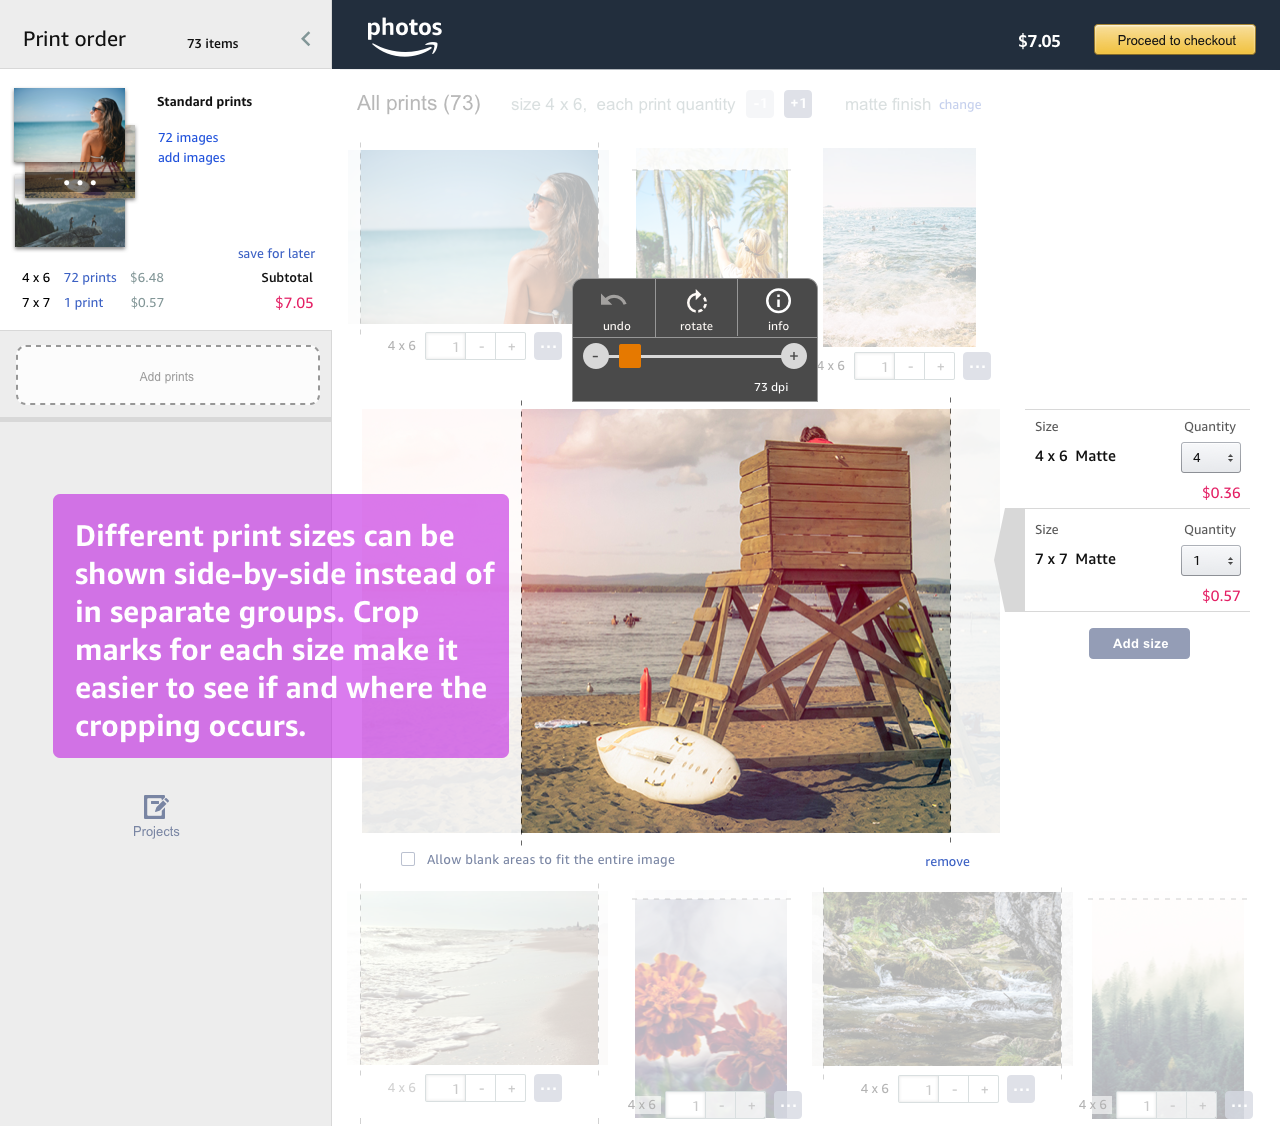 Print order
73 items
photos
$7.05
Proceed to checkout
Standard prints
72 images
add images
save for later
4 x 6 72 prints $6.48 Subtotal
7 x 7 1 print $0.57 $7.05
Add prints
All prints (73) size 4 x 6, each print quantity -1 +1 matte finish change
undo rotate info
- +
73 dpi
4 x 6 1 - +
4 x 6 1 - +
Size Quantity
4 x 6 Matte 4
$0.36
Size Quantity
7 x 7 Matte 1
$0.57
Add size
Different print sizes can be
shown side-by-side instead of
in separate groups. Crop
marks for each size make it
easier to see if and where the
cropping occurs.
Projects
Allow blank areas to fit the entire image
remove
4 x 6 1 - +
4 x 6 1 - +
4 x 6 1 - +
4 x 6 1 - +